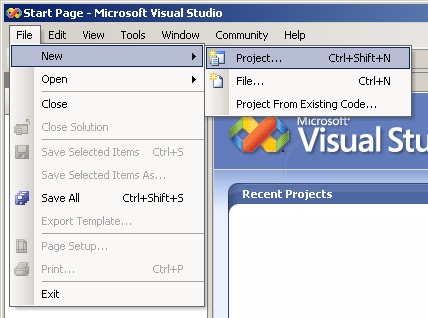 Start Page - Microsoft Visual Studio
File Edit View Tools Window Community Help
New
Project... Ctrl+Shift+N
Open
File... Ctrl+N
Close
Project From Existing Code...
Close Solution
Microsoft®
Visual Stu
Save Selected Items Ctrl+S
Save Selected Items As...
Save All Ctrl+Shift+S
Recent Projects
Export Template...
Page Setup...
Print... Ctrl+P
Exit